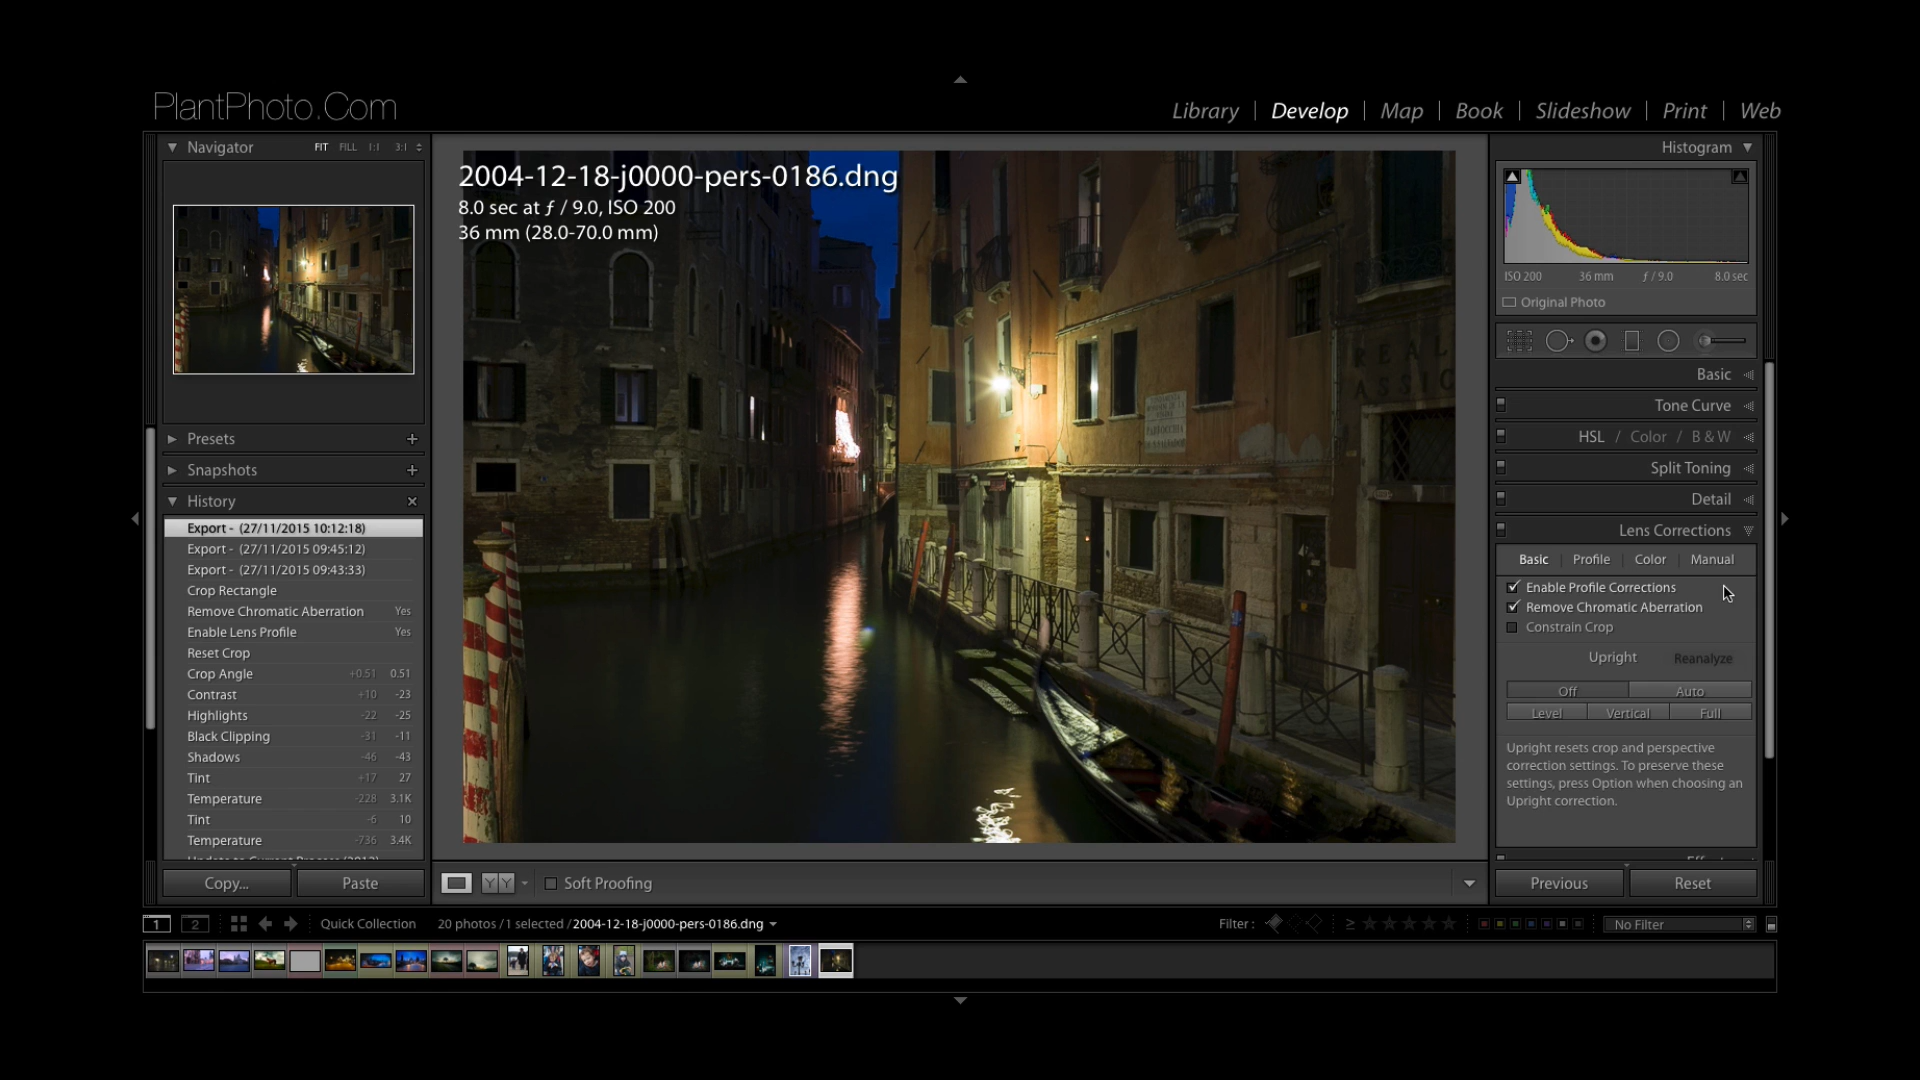 PlantPhoto.Com
Library | Develop | Map | Book | Slideshow | Print | Web
Navigator FIT FILL 1:1 3:1
Presets
Snapshots
History
Export - (27/11/2015 10:12:18)
Export - (27/11/2015 09:45:12)
Export - (27/11/2015 09:43:33)
Crop Rectangle
Remove Chromatic Aberration Yes
Enable Lens Profile Yes
Reset Crop
Crop Angle +0.51 0.51
Contrast +10 -23
Highlights -22 -25
Black Clipping -31 -11
Shadows -46 -43
Tint +17 27
Temperature -228 3.1K
Tint -6 10
Temperature -736 3.4K
Update to Current Process (2012)
Copy... Paste
2004-12-18-j0000-pers-0186.dng
8.0 sec at ƒ / 9.0, ISO 200
36 mm (28.0-70.0 mm)
REAL
ASSIC
YY Soft Proofing
Histogram
ISO 200 36 mm ƒ / 9.0 8.0 sec
Original Photo
Basic
Tone Curve
HSL / Color / B & W
Split Toning
Detail
Lens Corrections
Basic | Profile | Color | Manual
Enable Profile Corrections
Remove Chromatic Aberration
Constrain Crop
Upright Reanalyze
Off Auto
Level Vertical Full
Upright resets crop and perspective
correction settings. To preserve these
settings, press Option when choosing an
Upright correction.
Previous Reset
1 2 Quick Collection 20 photos / 1 selected / 2004-12-18-j0000-pers-0186.dng Filter : ≥ No Filter